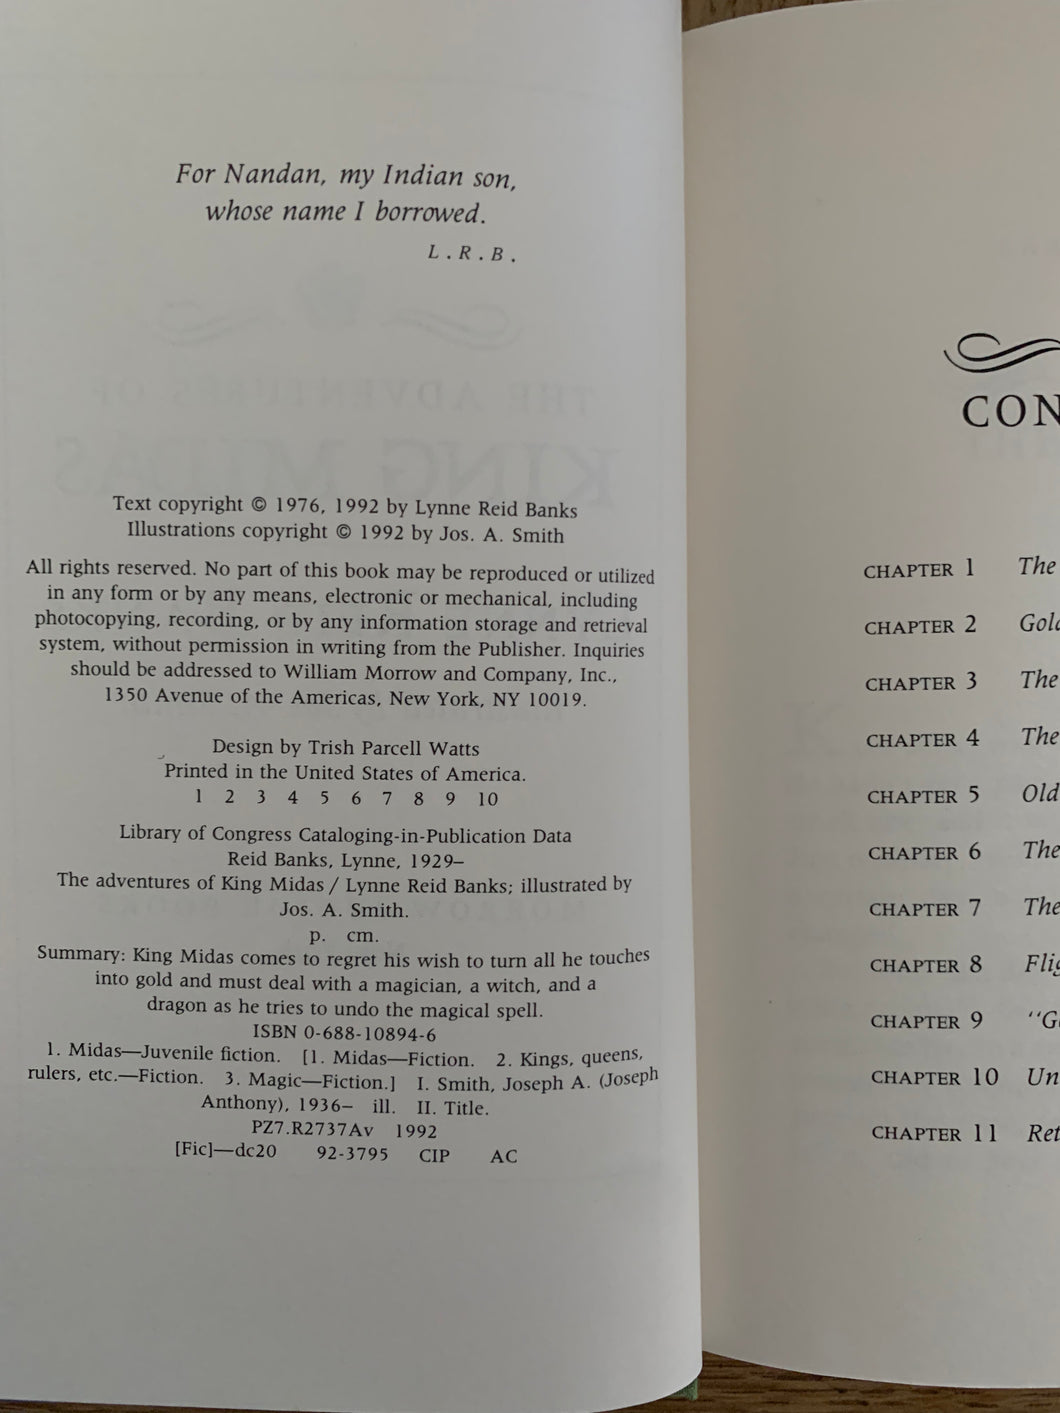 For Nandan, my Indian son,
whose name I borrowed.
L.R.B.
Text copyright © 1976, 1992 by Lynne Reid Banks
Illustrations copyright © 1992 by Jos. A. Smith
All rights reserved. No part of this book may be reproduced or utilized
in any form or by any means, electronic or mechanical, including
photocopying, recording, or by any information storage and retrieval
system, without permission in writing from the Publisher. Inquiries
should be addressed to William Morrow and Company, Inc.,
1350 Avenue of the Americas, New York, NY 10019.
Design by Trish Parcell Watts
Printed in the United States of America.
1 2 3 4 5 6 7 8 9 10
Library of Congress Cataloging-in-Publication Data
Reid Banks, Lynne, 1929–
The adventures of King Midas / Lynne Reid Banks; illustrated by
Jos. A. Smith.
p. cm.
Summary: King Midas comes to regret his wish to turn all he touches
into gold and must deal with a magician, a witch, and a
dragon as he tries to undo the magical spell.
ISBN 0-688-10894-6
1. Midas—Juvenile fiction. [1. Midas—Fiction. 2. Kings, queens,
rulers, etc.—Fiction. 3. Magic—Fiction.] I. Smith, Joseph A. (Joseph
Anthony), 1936– ill. II. Title.
PZ7.R2737Av 1992
[Fic]—dc20 92-3795 CIP AC
CON
CHAPTER 1 The
CHAPTER 2 Gold
CHAPTER 3 The
CHAPTER 4 The
CHAPTER 5 Old
CHAPTER 6 The
CHAPTER 7 The
CHAPTER 8 Flig
CHAPTER 9 "G
CHAPTER 10 Un
CHAPTER 11 Ret